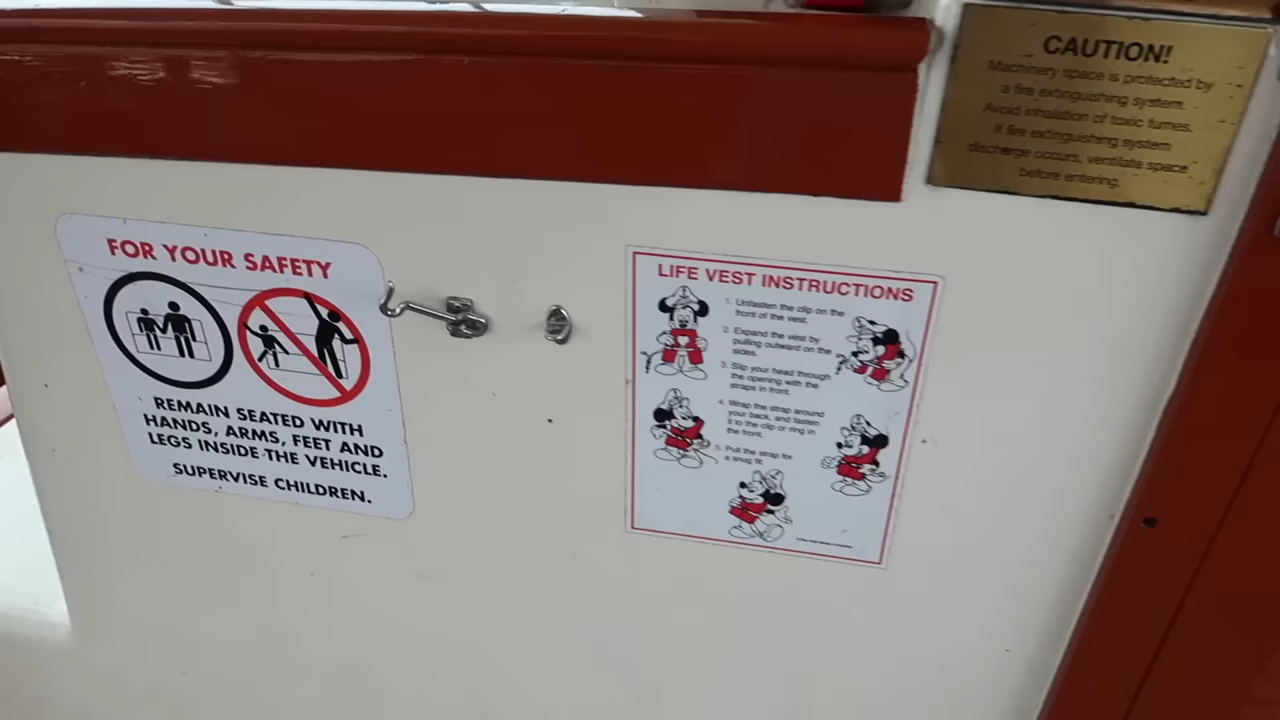 FOR YOUR SAFETY
REMAIN SEATED WITH
HANDS, ARMS, FEET AND
LEGS INSIDE THE VEHICLE.
SUPERVISE CHILDREN.
LIFE VEST INSTRUCTIONS
1. Unfasten the clip on the
front of the vest.
2. Expand the vest by
pulling outward on the
sides.
3. Slip your head through
the opening with the
straps in front.
4. Wrap the strap around
your back, and fasten
it to the clip or ring in
the front.
5. Pull the strap for
a snug fit.
CAUTION!
Machinery space is protected by
a fire extinguishing system.
Avoid inhalation of toxic fumes.
If fire extinguishing system
discharge occurs, ventilate space
before entering.